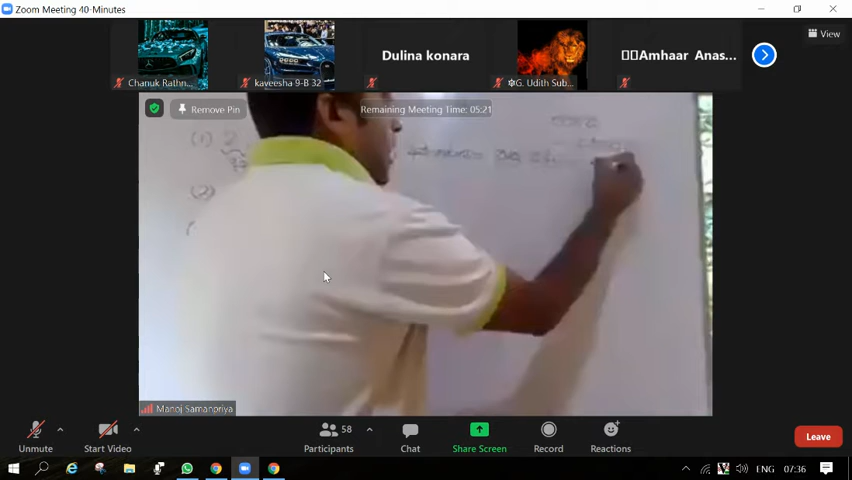 Zoom Meeting 40-Minutes
View
Dulina konara
Amhaar Anas...
Chanuk Rathn...
kaveesha 9-B 32
G. Udith Sub...
Remove Pin
Remaining Meeting Time: 05:21
(1)
(2)
Manoj Samanpriya
58
Unmute
Start Video
Participants
Chat
Share Screen
Record
Reactions
Leave
ENG
07:36